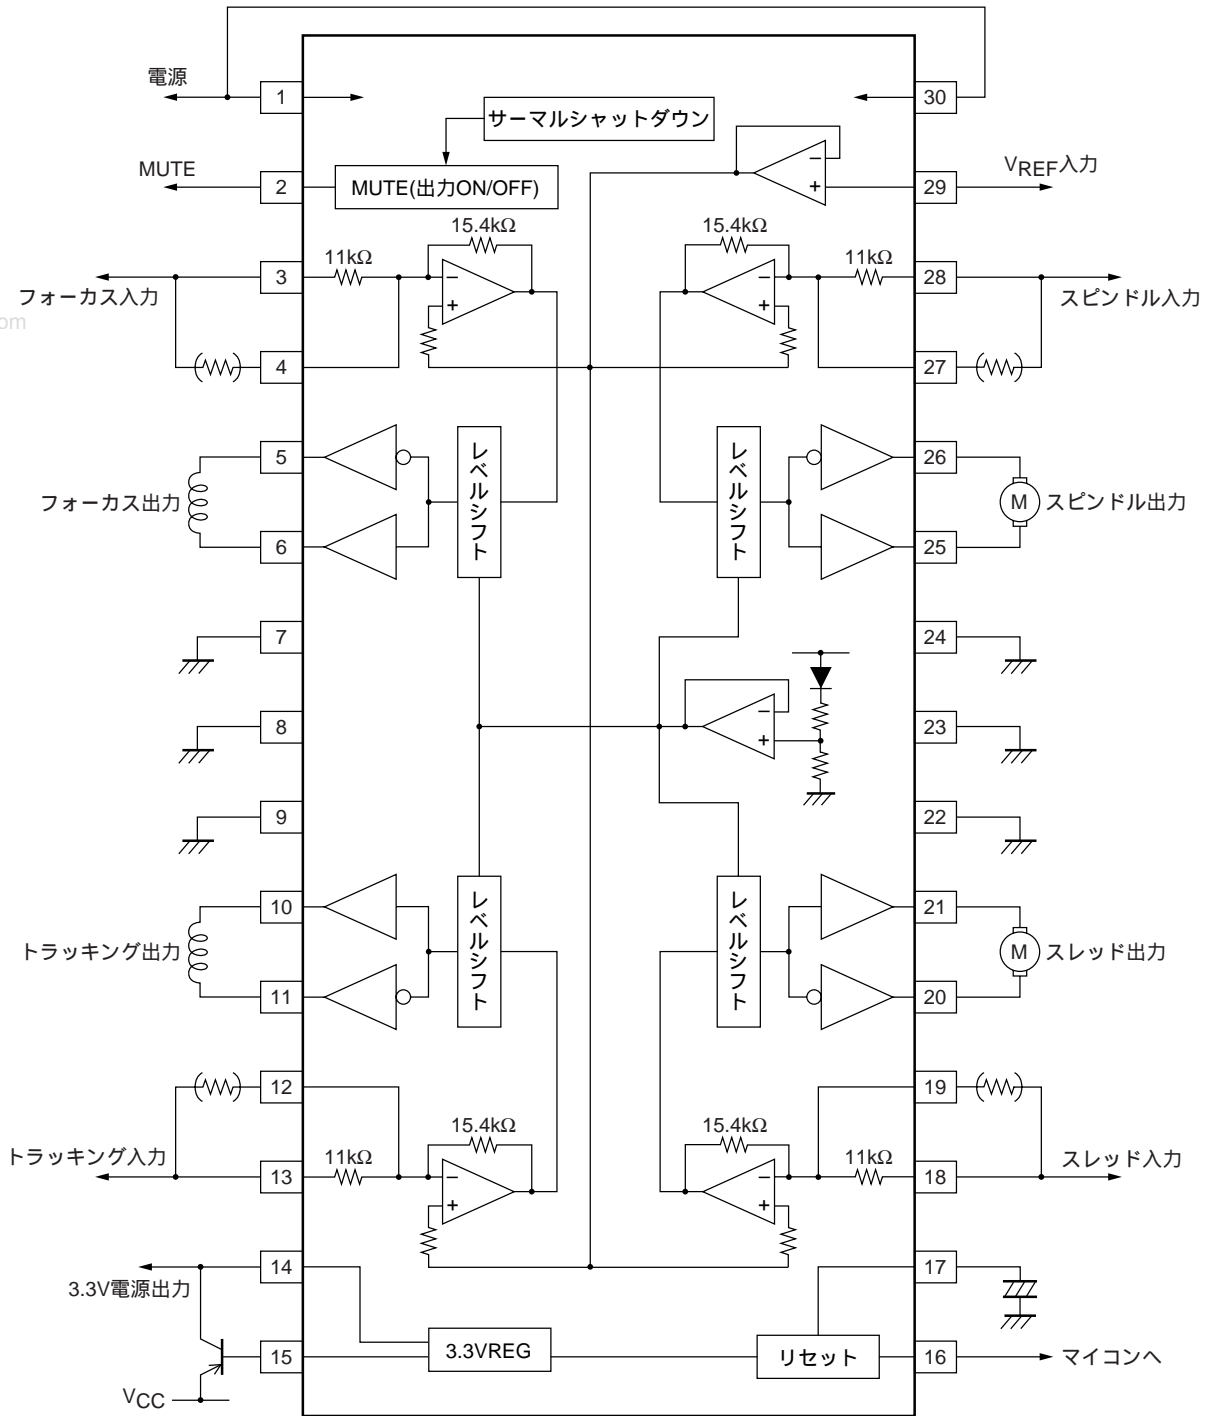 電源
1
30
サーマルシャットダウン
MUTE
2
MUTE(出力ON/OFF)
29
VREF入力
15.4kΩ
15.4kΩ
11kΩ
11kΩ
3
28
フォーカス入力
スピンドル入力
om
4
27
5
26
レベルシフト
レベルシフト
フォーカス出力
M
スピンドル出力
6
25
7
24
8
23
9
22
10
21
レベルシフト
レベルシフト
トラッキング出力
M
スレッド出力
11
20
12
19
15.4kΩ
15.4kΩ
トラッキング入力
11kΩ
11kΩ
スレッド入力
13
18
14
17
3.3V電源出力
15
3.3VREG
リセット
16
マイコンへ
VCC